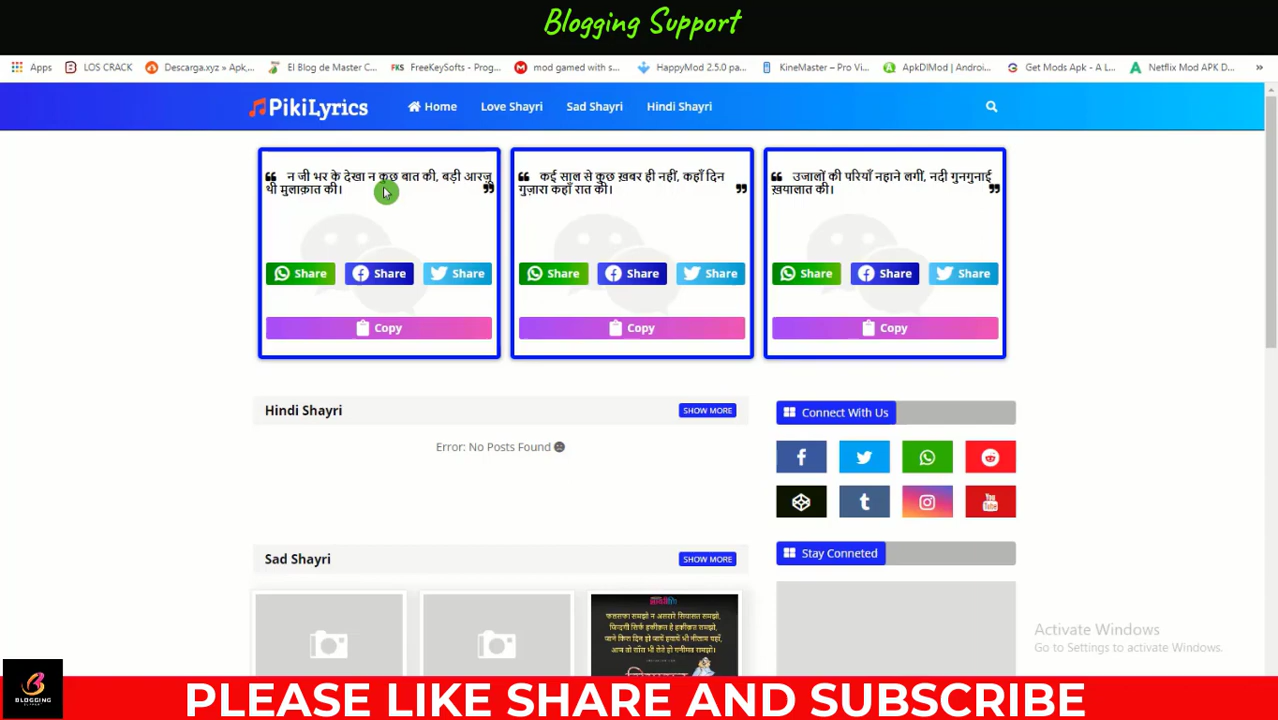 Blogging Support
Apps LOS CRACK Descarga.xyz » Apk,... El Blog de Master C... FKS FreeKeySofts - Prog... mod gamed with s... HappyMod 2.5.0 pa... KineMaster – Pro Vi... ApkDlMod | Androi... Get Mods Apk - A L... Netflix Mod APK D... »
PikiLyrics Home Love Shayri Sad Shayri Hindi Shayri
❝ न जी भर के देखा न कुछ बात की, बड़ी आरज़ू
थी मुलाक़ात की। ❞
Share Share Share
Copy
❝ कई साल से कुछ ख़बर ही नहीं, कहाँ दिन
गुज़ारा कहाँ रात की। ❞
Share Share Share
Copy
❝ उजालों की परियाँ नहाने लगीं, नदी गुनगुनाई
ख़यालात की। ❞
Share Share Share
Copy
Hindi Shayri SHOW MORE
Error: No Posts Found
Sad Shayri SHOW MORE
Connect With Us
You
Tube
Stay Conneted
Activate Windows
Go to Settings to activate Windows.
BLOGGING
PLEASE LIKE SHARE AND SUBSCRIBE